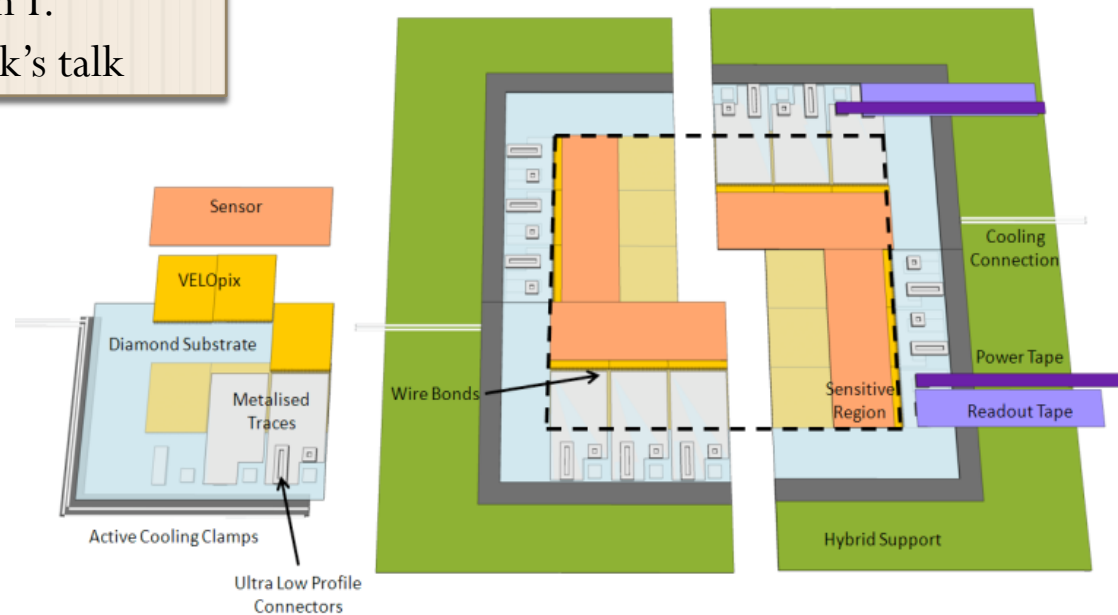 k's talk
Sensor
VELOpix
Diamond Substrate
Metalised
Traces
Active Cooling Clamps
Ultra Low Profile
Connectors
Wire Bonds
Sensitive
Region
Cooling
Connection
Power Tape
Readout Tape
Hybrid Support